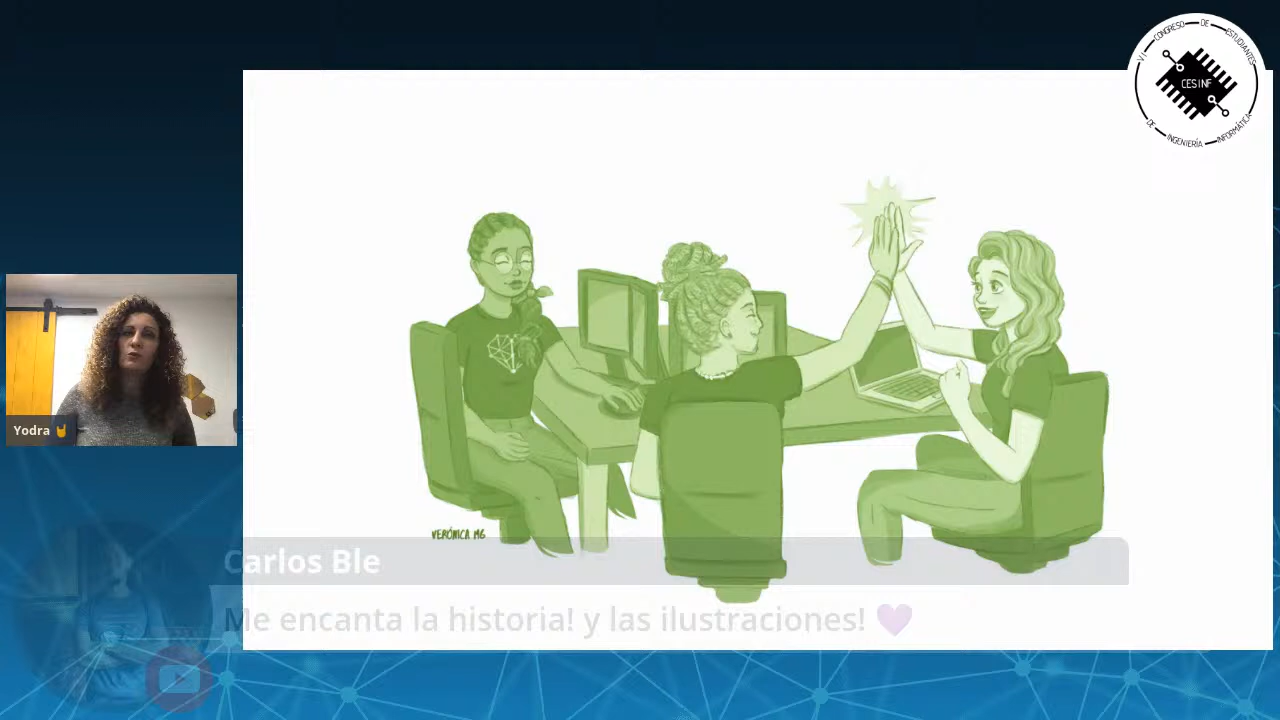 VI CONGRESO DE ESTUDIANTES
CESINF
DE INGENIERÍA INFORMÁTICA
Yodra 🤘
VERÓNICA MG
Carlos Ble
Me encanta la historia! y las ilustraciones! 💜